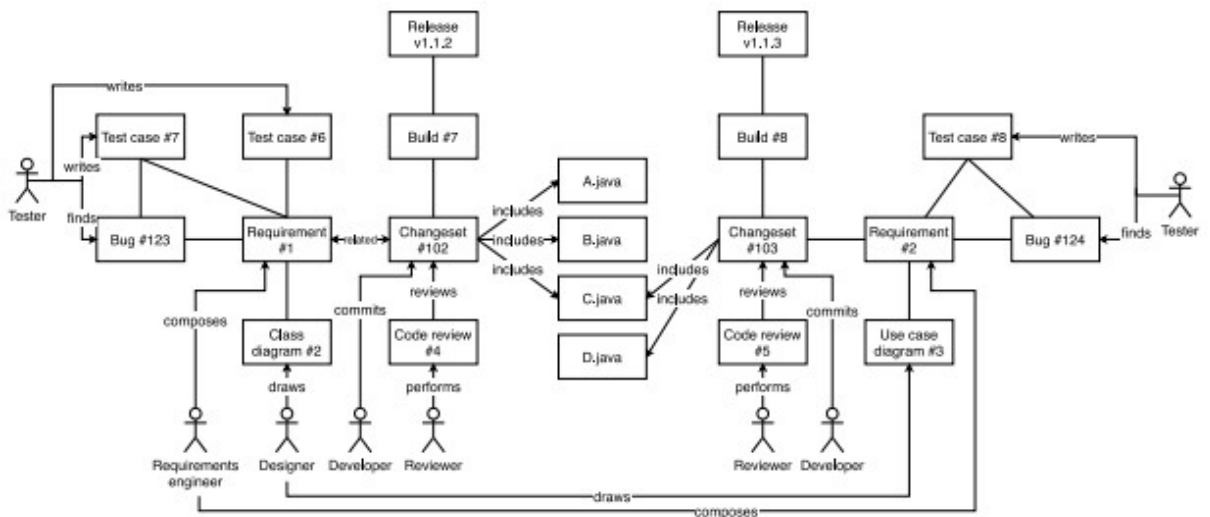 Release
v1.1.2
Release
v1.1.3
writes
Test case #7
Test case #6
Build #7
Build #8
Test case #8
writes
writes
A.java
Tester
finds
includes
Tester
Bug #123
Requirement
#1
related
Changeset
#102
includes
B.java
Changeset
#103
Requirement
#2
Bug #124
finds
includes
includes
C.java
includes
reviews
reviews
composes
commits
commits
Class
diagram #2
Code review
#4
D.java
Code review
#5
Use case
diagram #3
draws
performs
performs
Requirements
engineer
Designer
Developer
Reviewer
Reviewer
Developer
draws
composes